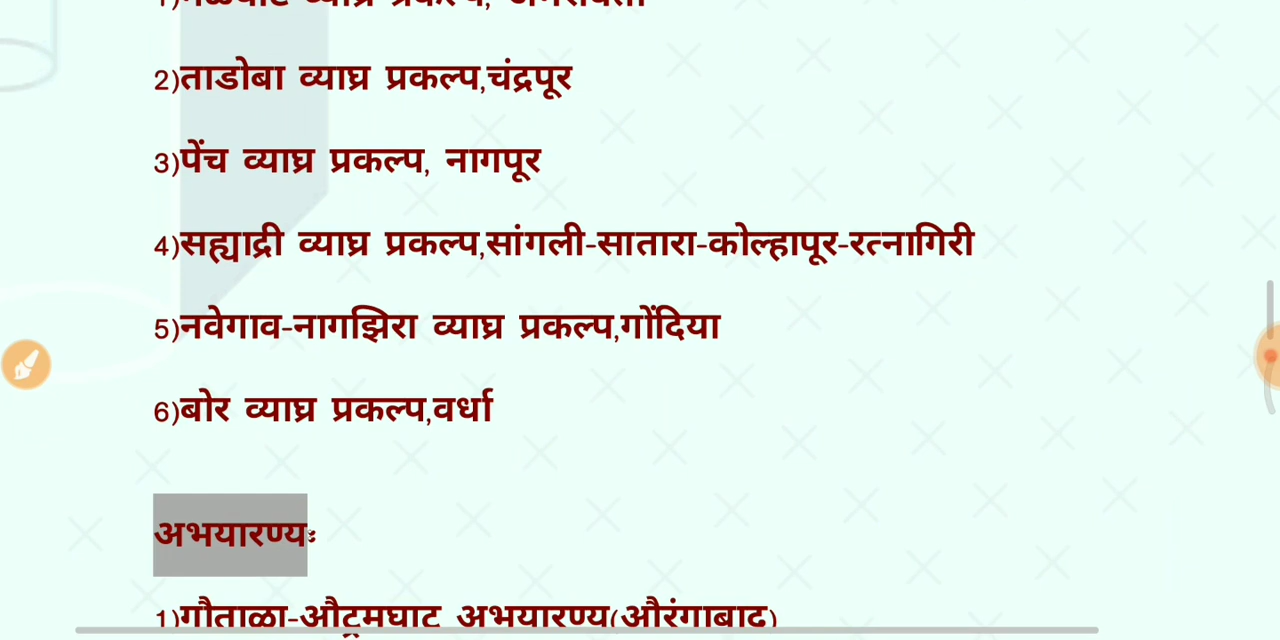 2)ताडोबा व्याघ्र प्रकल्प,चंद्रपूर
3)पेंच व्याघ्र प्रकल्प, नागपूर
4)सह्याद्री व्याघ्र प्रकल्प,सांगली-सातारा-कोल्हापूर-रत्नागिरी
5)नवेगाव-नागझिरा व्याघ्र प्रकल्प,गोंदिया
6)बोर व्याघ्र प्रकल्प,वर्धा
अभयारण्यः
1)गौताळा-औट्रमघाट अभयारण्य(औरंगाबाद)